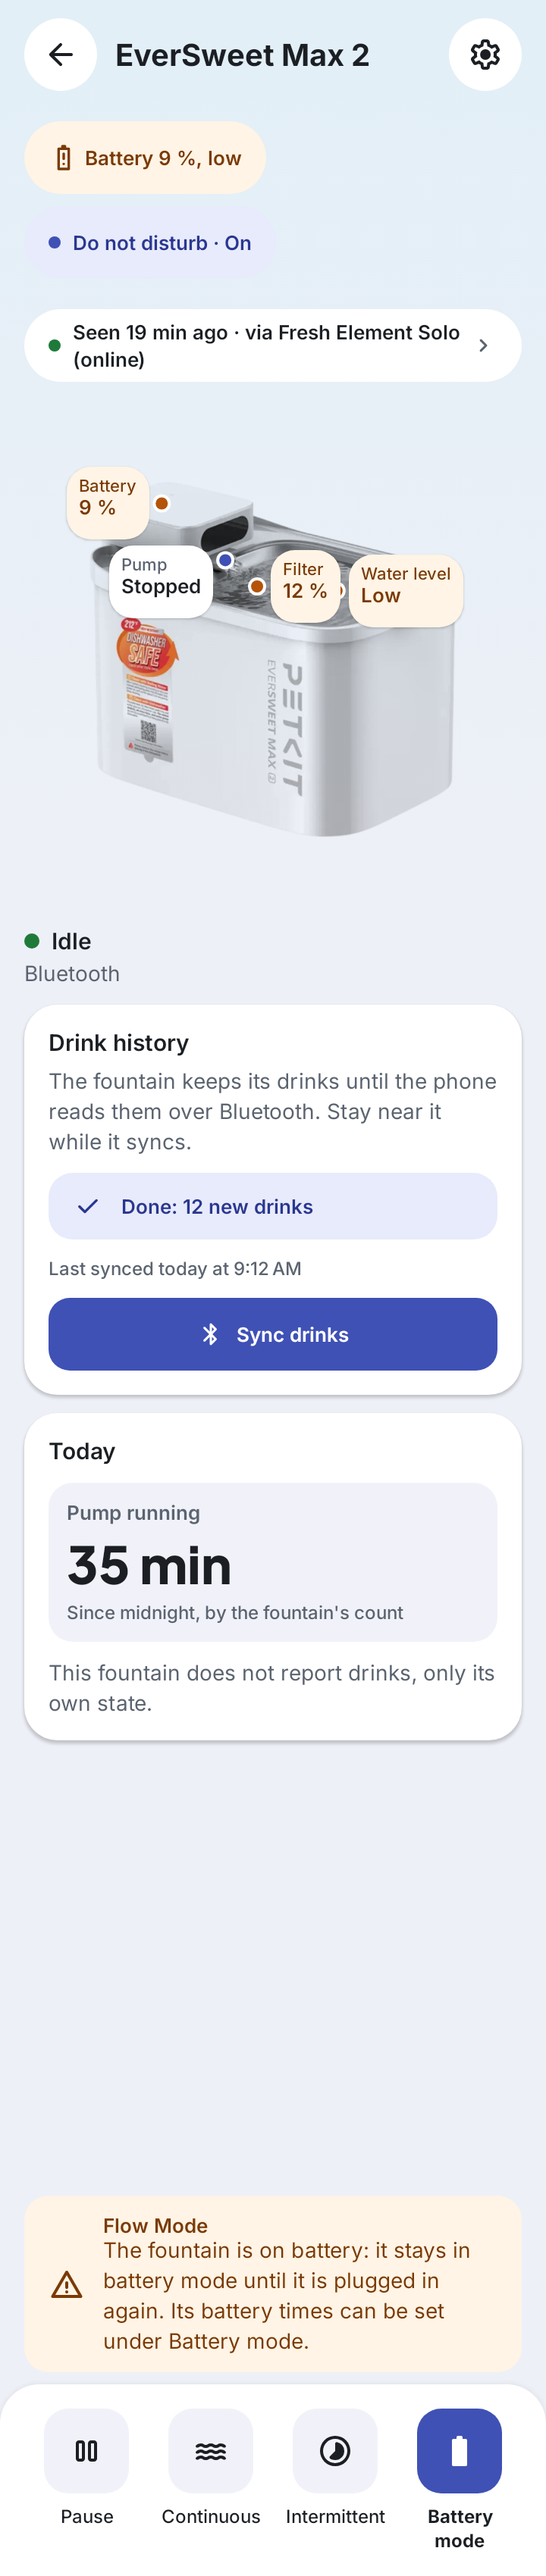 EverSweet Max 2
Battery 9 %, low
Do not disturb · On
Seen 19 min ago · via Fresh Element Solo
(online)
Battery
9 %
Pump
Stopped
Filter
12 %
Water level
Low
212°
DISHWASHER
SAFE
PETKIT
EVERSWEET MAX 2
Idle
Bluetooth
Drink history
The fountain keeps its drinks until the phone
reads them over Bluetooth. Stay near it
while it syncs.
Done: 12 new drinks
Last synced today at 9:12 AM
Sync drinks
Today
Pump running
35 min
Since midnight, by the fountain's count
This fountain does not report drinks, only its
own state.
Flow Mode
The fountain is on battery: it stays in
battery mode until it is plugged in
again. Its battery times can be set
under Battery mode.
Pause
Continuous
Intermittent
Battery
mode